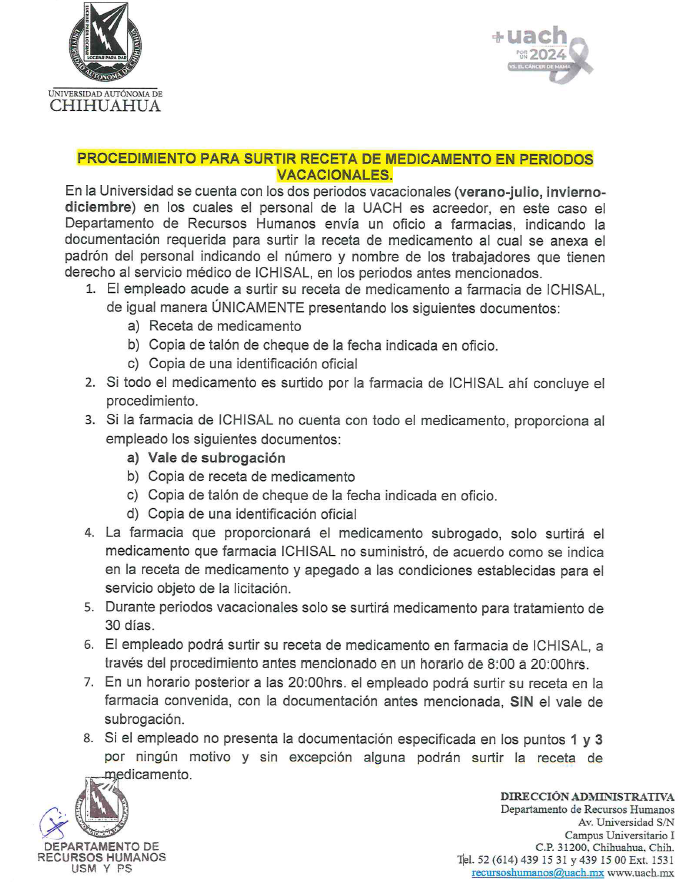 LUCHAR PARA LOGRAR
LOGRAR PARA DAR
UNIVERSIDAD AUTONOMA DE CHIHUAHUA
UNIVERSIDAD AUTÓNOMA DE
CHIHUAHUA
+uach
POR UN 2024
VS. EL CÁNCER DE MAMA
PROCEDIMIENTO PARA SURTIR RECETA DE MEDICAMENTO EN PERIODOS
VACACIONALES.
En la Universidad se cuenta con los dos periodos vacacionales (verano-julio, invierno-
diciembre) en los cuales el personal de la UACH es acreedor, en este caso el
Departamento de Recursos Humanos envía un oficio a farmacias, indicando la
documentación requerida para surtir la receta de medicamento al cual se anexa el
padrón del personal indicando el número y nombre de los trabajadores que tienen
derecho al servicio médico de ICHISAL, en los periodos antes mencionados.
1. El empleado acude a surtir su receta de medicamento a farmacia de ICHISAL,
de igual manera ÚNICAMENTE presentando los siguientes documentos:
a) Receta de medicamento
b) Copia de talón de cheque de la fecha indicada en oficio.
c) Copia de una identificación oficial
2. Si todo el medicamento es surtido por la farmacia de ICHISAL ahí concluye el
procedimiento.
3. Si la farmacia de ICHISAL no cuenta con todo el medicamento, proporciona al
empleado los siguientes documentos:
a) Vale de subrogación
b) Copia de receta de medicamento
c) Copia de talón de cheque de la fecha indicada en oficio.
d) Copia de una identificación oficial
4. La farmacia que proporcionará el medicamento subrogado, solo surtirá el
medicamento que farmacia ICHISAL no suministró, de acuerdo como se indica
en la receta de medicamento y apegado a las condiciones establecidas para el
servicio objeto de la licitación.
5. Durante periodos vacacionales solo se surtirá medicamento para tratamiento de
30 días.
6. El empleado podrá surtir su receta de medicamento en farmacia de ICHISAL, a
través del procedimiento antes mencionado en un horario de 8:00 a 20:00hrs.
7. En un horario posterior a las 20:00hrs. el empleado podrá surtir su receta en la
farmacia convenida, con la documentación antes mencionada, SIN el vale de
subrogación.
8. Si el empleado no presenta la documentación especificada en los puntos 1 y 3
por ningún motivo y sin excepción alguna podrán surtir la receta de
medicamento.
DEPARTAMENTO DE
RECURSOS HUMANOS
USM Y PS
DIRECCIÓN ADMINISTRATIVA
Departamento de Recursos Humanos
Av. Universidad S/N
Campus Universitario I
C.P. 31200, Chihuahua, Chih.
Tel. 52 (614) 439 15 31 y 439 15 00 Ext. 1531
recursoshumanos@uach.mx www.uach.mx